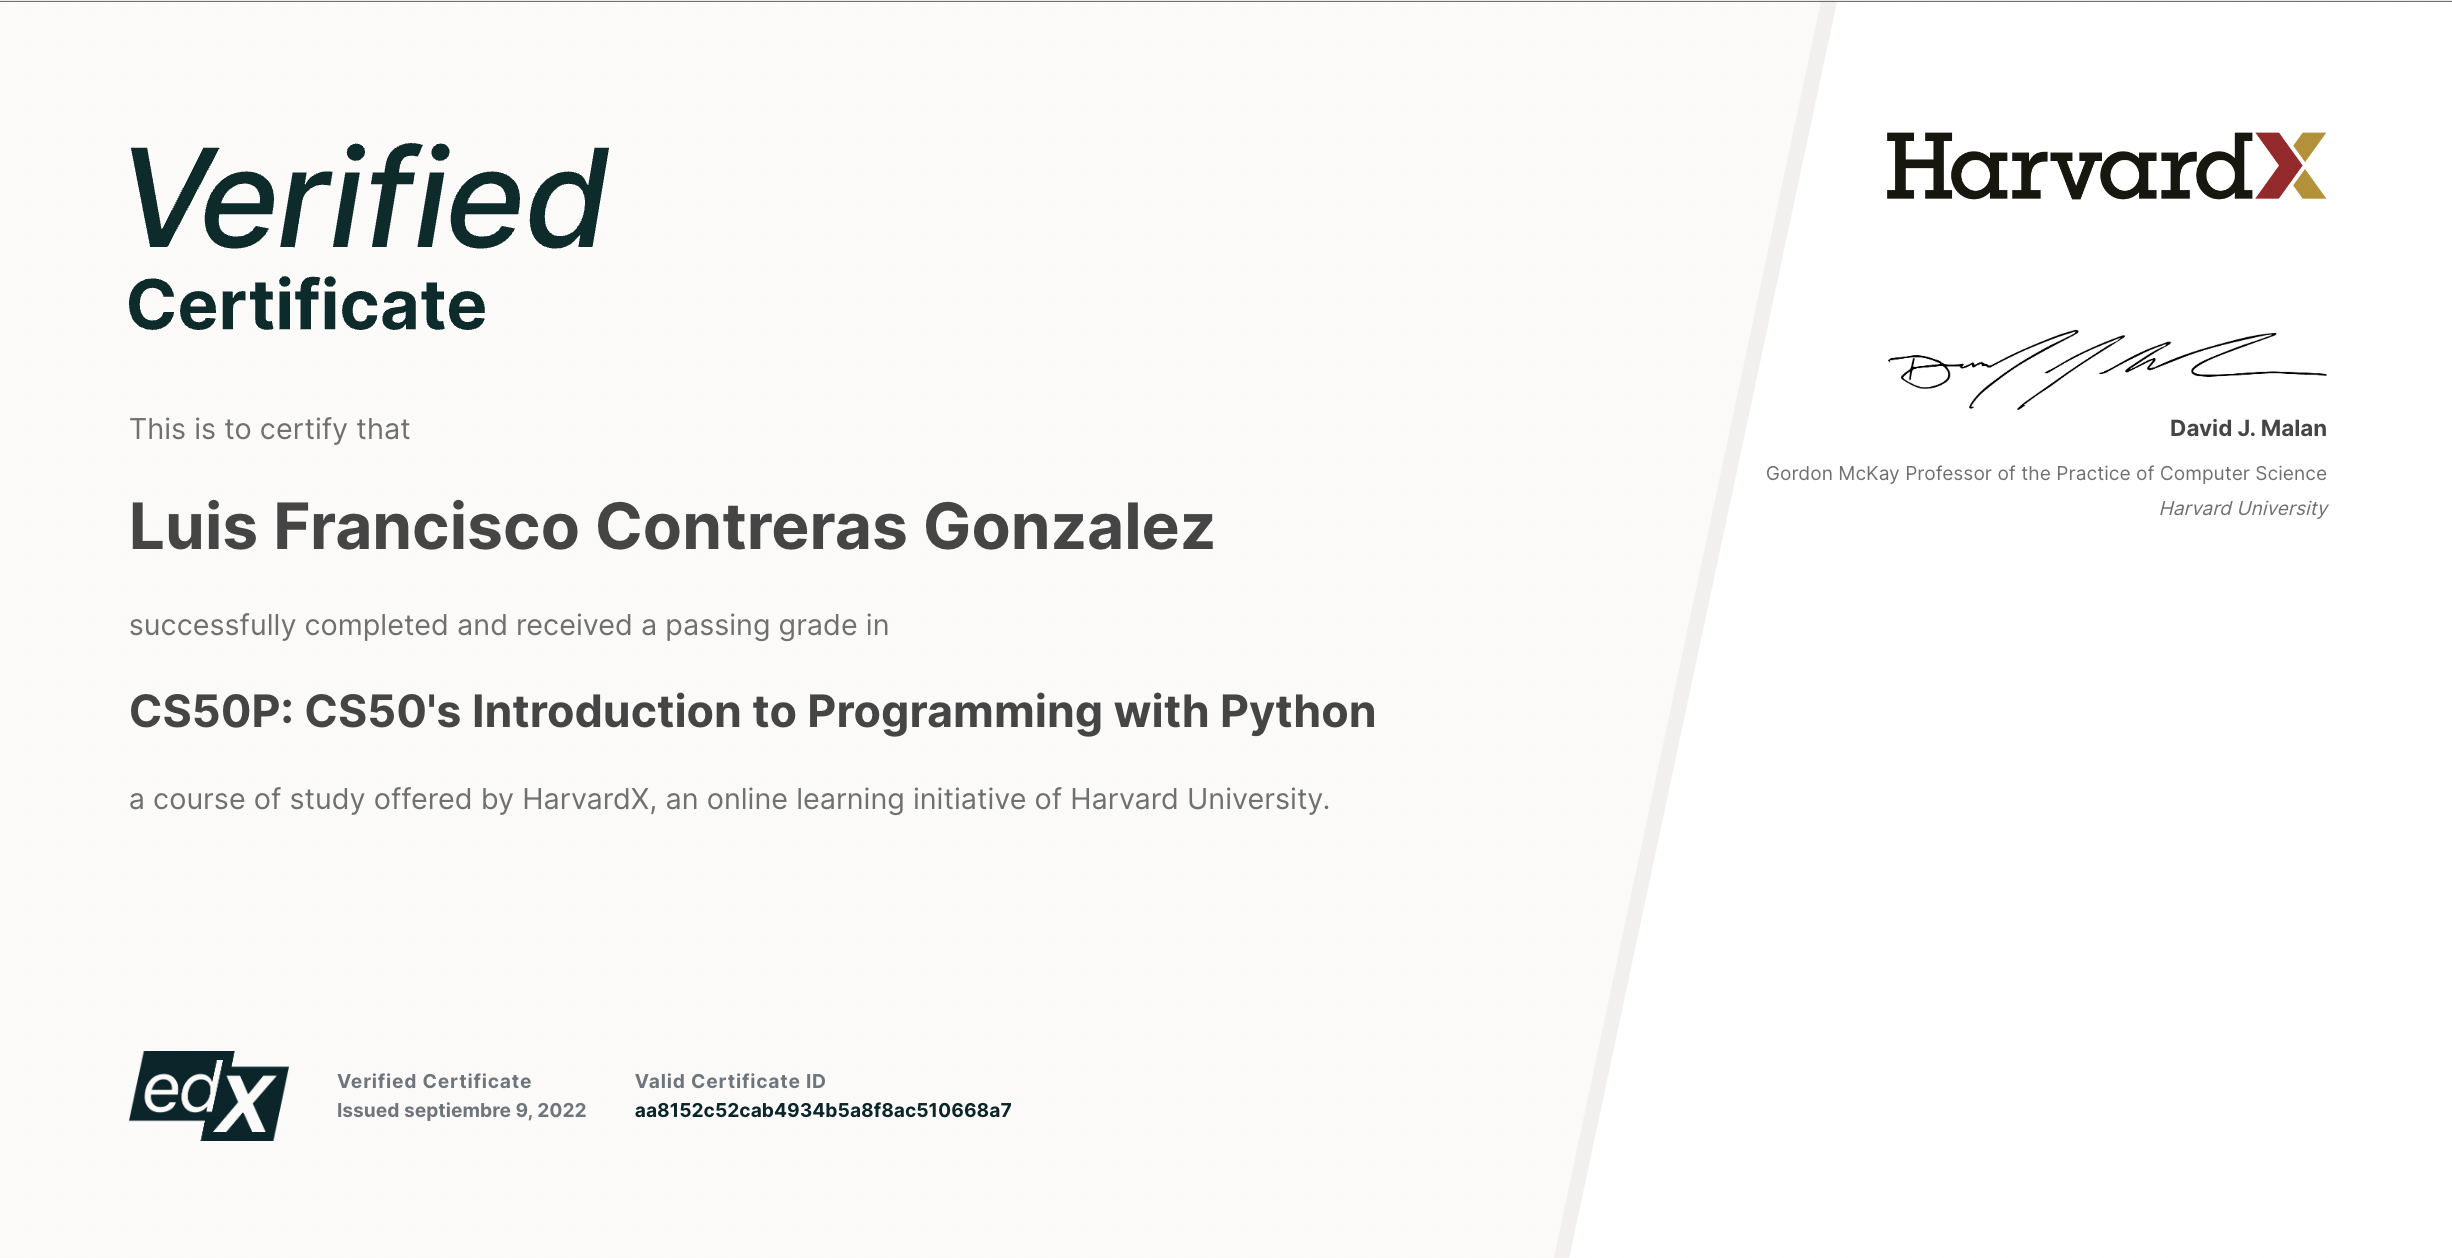 Verified
Certificate
This is to certify that
Luis Francisco Contreras Gonzalez
successfully completed and received a passing grade in
CS50P: CS50's Introduction to Programming with Python
a course of study offered by HarvardX, an online learning initiative of Harvard University.
edX
Verified Certificate
Issued septiembre 9, 2022
Valid Certificate ID
aa8152c52cab4934b5a8f8ac510668a7
HarvardX
David J. Malan
Gordon McKay Professor of the Practice of Computer Science
Harvard University